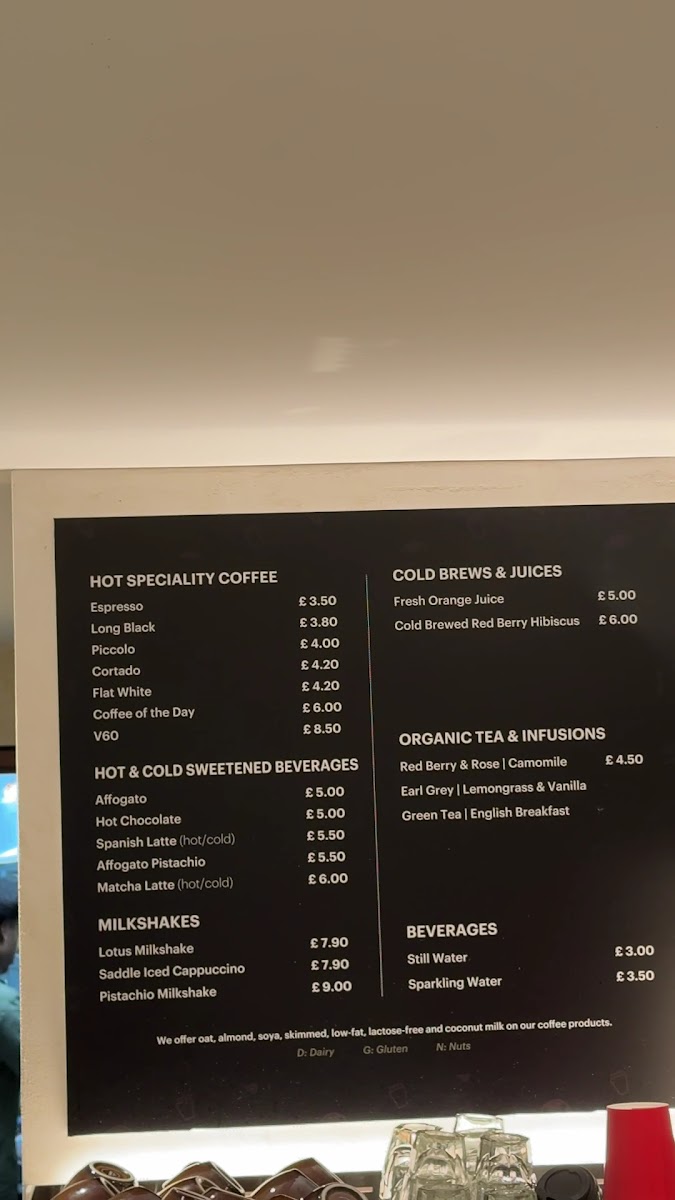 HOT SPECIALITY COFFEE
Espresso £3.50
Long Black £3.80
Piccolo £4.00
Cortado £4.20
Flat White £4.20
Coffee of the Day £6.00
V60 £8.50
HOT & COLD SWEETENED BEVERAGES
Affogato £5.00
Hot Chocolate £5.00
Spanish Latte (hot/cold) £5.50
Affogato Pistachio £5.50
Matcha Latte (hot/cold) £6.00
MILKSHAKES
Lotus Milkshake £7.90
Saddle Iced Cappuccino £7.90
Pistachio Milkshake £9.00
COLD BREWS & JUICES
Fresh Orange Juice £5.00
Cold Brewed Red Berry Hibiscus £6.00
ORGANIC TEA & INFUSIONS
Red Berry & Rose | Camomile £4.50
Earl Grey | Lemongrass & Vanilla
Green Tea | English Breakfast
BEVERAGES
Still Water £3.00
Sparkling Water £3.50
We offer oat, almond, soya, skimmed, low-fat, lactose-free and coconut milk on our coffee products.
D: Dairy G: Gluten N: Nuts